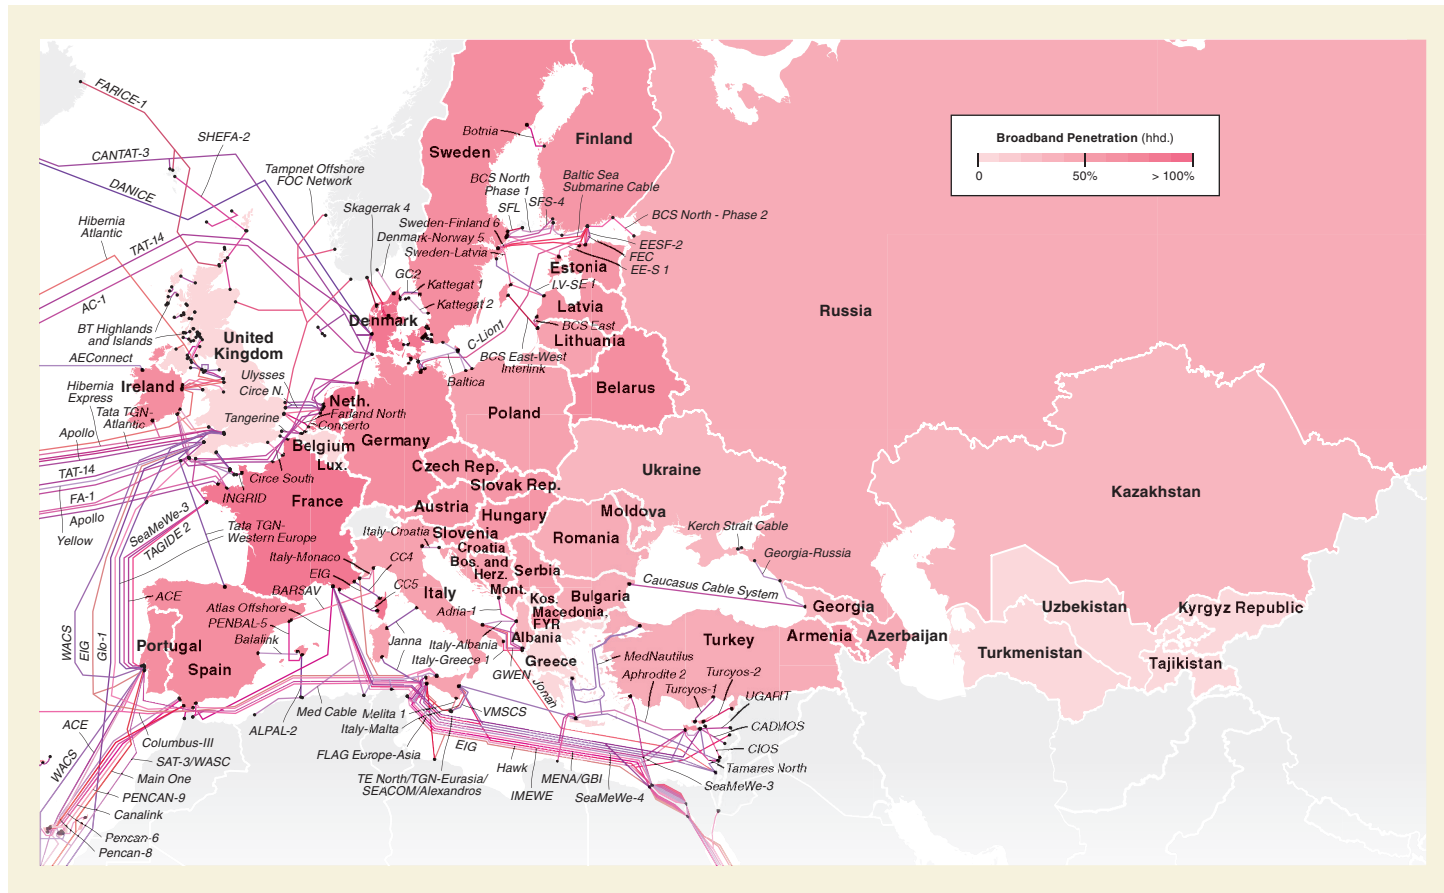 FARICE-1
SHEFA-2
CANTAT-3
DANICE
Tampnet Offshore
FOC Network
Hibernia
Atlantic
TAT-14
AC-1
Skagerrak 4
Botnia
Sweden
Finland
BCS North
Phase 1
SFL
SFS-4
Baltic Sea
Submarine Cable
BCS North - Phase 2
Sweden-Finland 6
Denmark-Norway 5
Sweden-Latvia
EESF-2
FEC
EE-S 1
Estonia
LV-SE 1
GC2
Kattegat 1
Kattegat 2
Denmark
Latvia
BCS East
Lithuania
C-Lion1
BCS East-West
Interlink
Baltica
Broadband Penetration (hhd.)
0
50%
> 100%
Russia
BT Highlands
and Islands
United
Kingdom
AEConnect
Ireland
Ulysses
Circe N.
Hibernia
Express
Tata TGN-
Atlantic
Tangerine
Neth.
Farland North
Concerto
Belarus
Poland
Apollo
Belgium
Germany
Lux.
TAT-14
Circe South
Czech Rep.
Slovak Rep.
Ukraine
Kazakhstan
FA-1
INGRID
France
Apollo
Yellow
SeaMeWe-3
TAGIDE 2
Tata TGN-
Western Europe
Austria
Hungary
Moldova
Italy-Croatia
Slovenia
Croatia
Romania
Kerch Strait Cable
Georgia-Russia
Italy-Monaco
CC4
Bos. and
Herz.
Serbia
EIG
BARSAV
CC5
Italy
Mont.
Kos.
Bulgaria
Caucasus Cable System
Georgia
Uzbekistan
Kyrgyz Republic
ACE
Atlas Offshore
PENBAL-5
Balalink
Adria-1
Macedonia,
FYR
Albania
Turkey
Armenia
Azerbaijan
WACS
EIG
Glo-1
Portugal
Spain
Janna
Italy-Albania
Italy-Greece 1
Greece
GWEN
Jonah
MedNautilus
Aphrodite 2
Turcyos-2
Turcyos-1
UGARIT
Turkmenistan
Tajikistan
ACE
WACS
ALPAL-2
Med Cable
Melita 1
Italy-Malta
VMSCS
CADMOS
CIOS
Tamares North
SeaMeWe-3
Columbus-III
SAT-3/WASC
Main One
PENCAN-9
Canalink
Pencan-6
Pencan-8
FLAG Europe-Asia
EIG
TE North/TGN-Eurasia/
SEACOM/Alexandros
Hawk
IMEWE
MENA/GBI
SeaMeWe-4